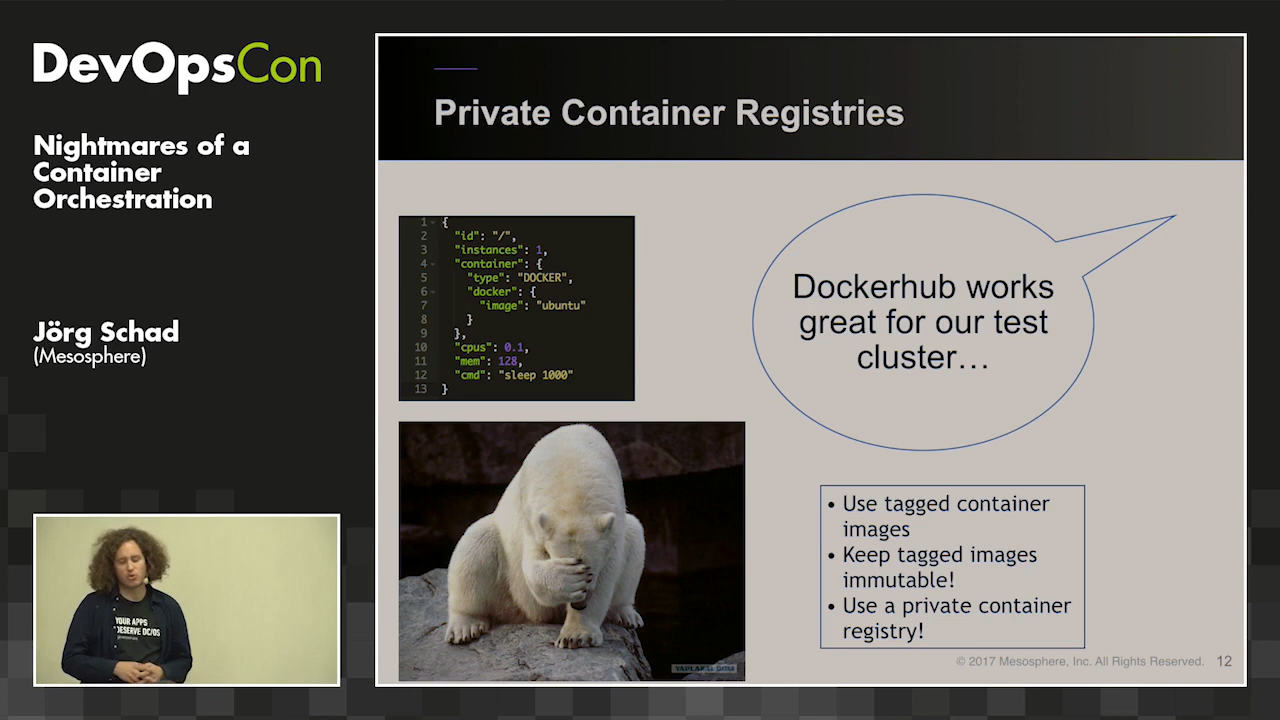 DevOpsCon
Nightmares of a
Container
Orchestration
Jörg Schad
(Mesosphere)
YOUR APPS
DESERVE DC/OS
Private Container Registries
1 {
2 "id": "/",
3 "instances": 1,
4 "container": {
5 "type": "DOCKER",
6 "docker": {
7 "image": "ubuntu"
8 }
9 },
10 "cpus": 0.1,
11 "mem": 128,
12 "cmd": "sleep 1000"
13 }
Dockerhub works
great for our test
cluster…
• Use tagged container
images
• Keep tagged images
immutable!
• Use a private container
registry!
© 2017 Mesosphere, Inc. All Rights Reserved. 12